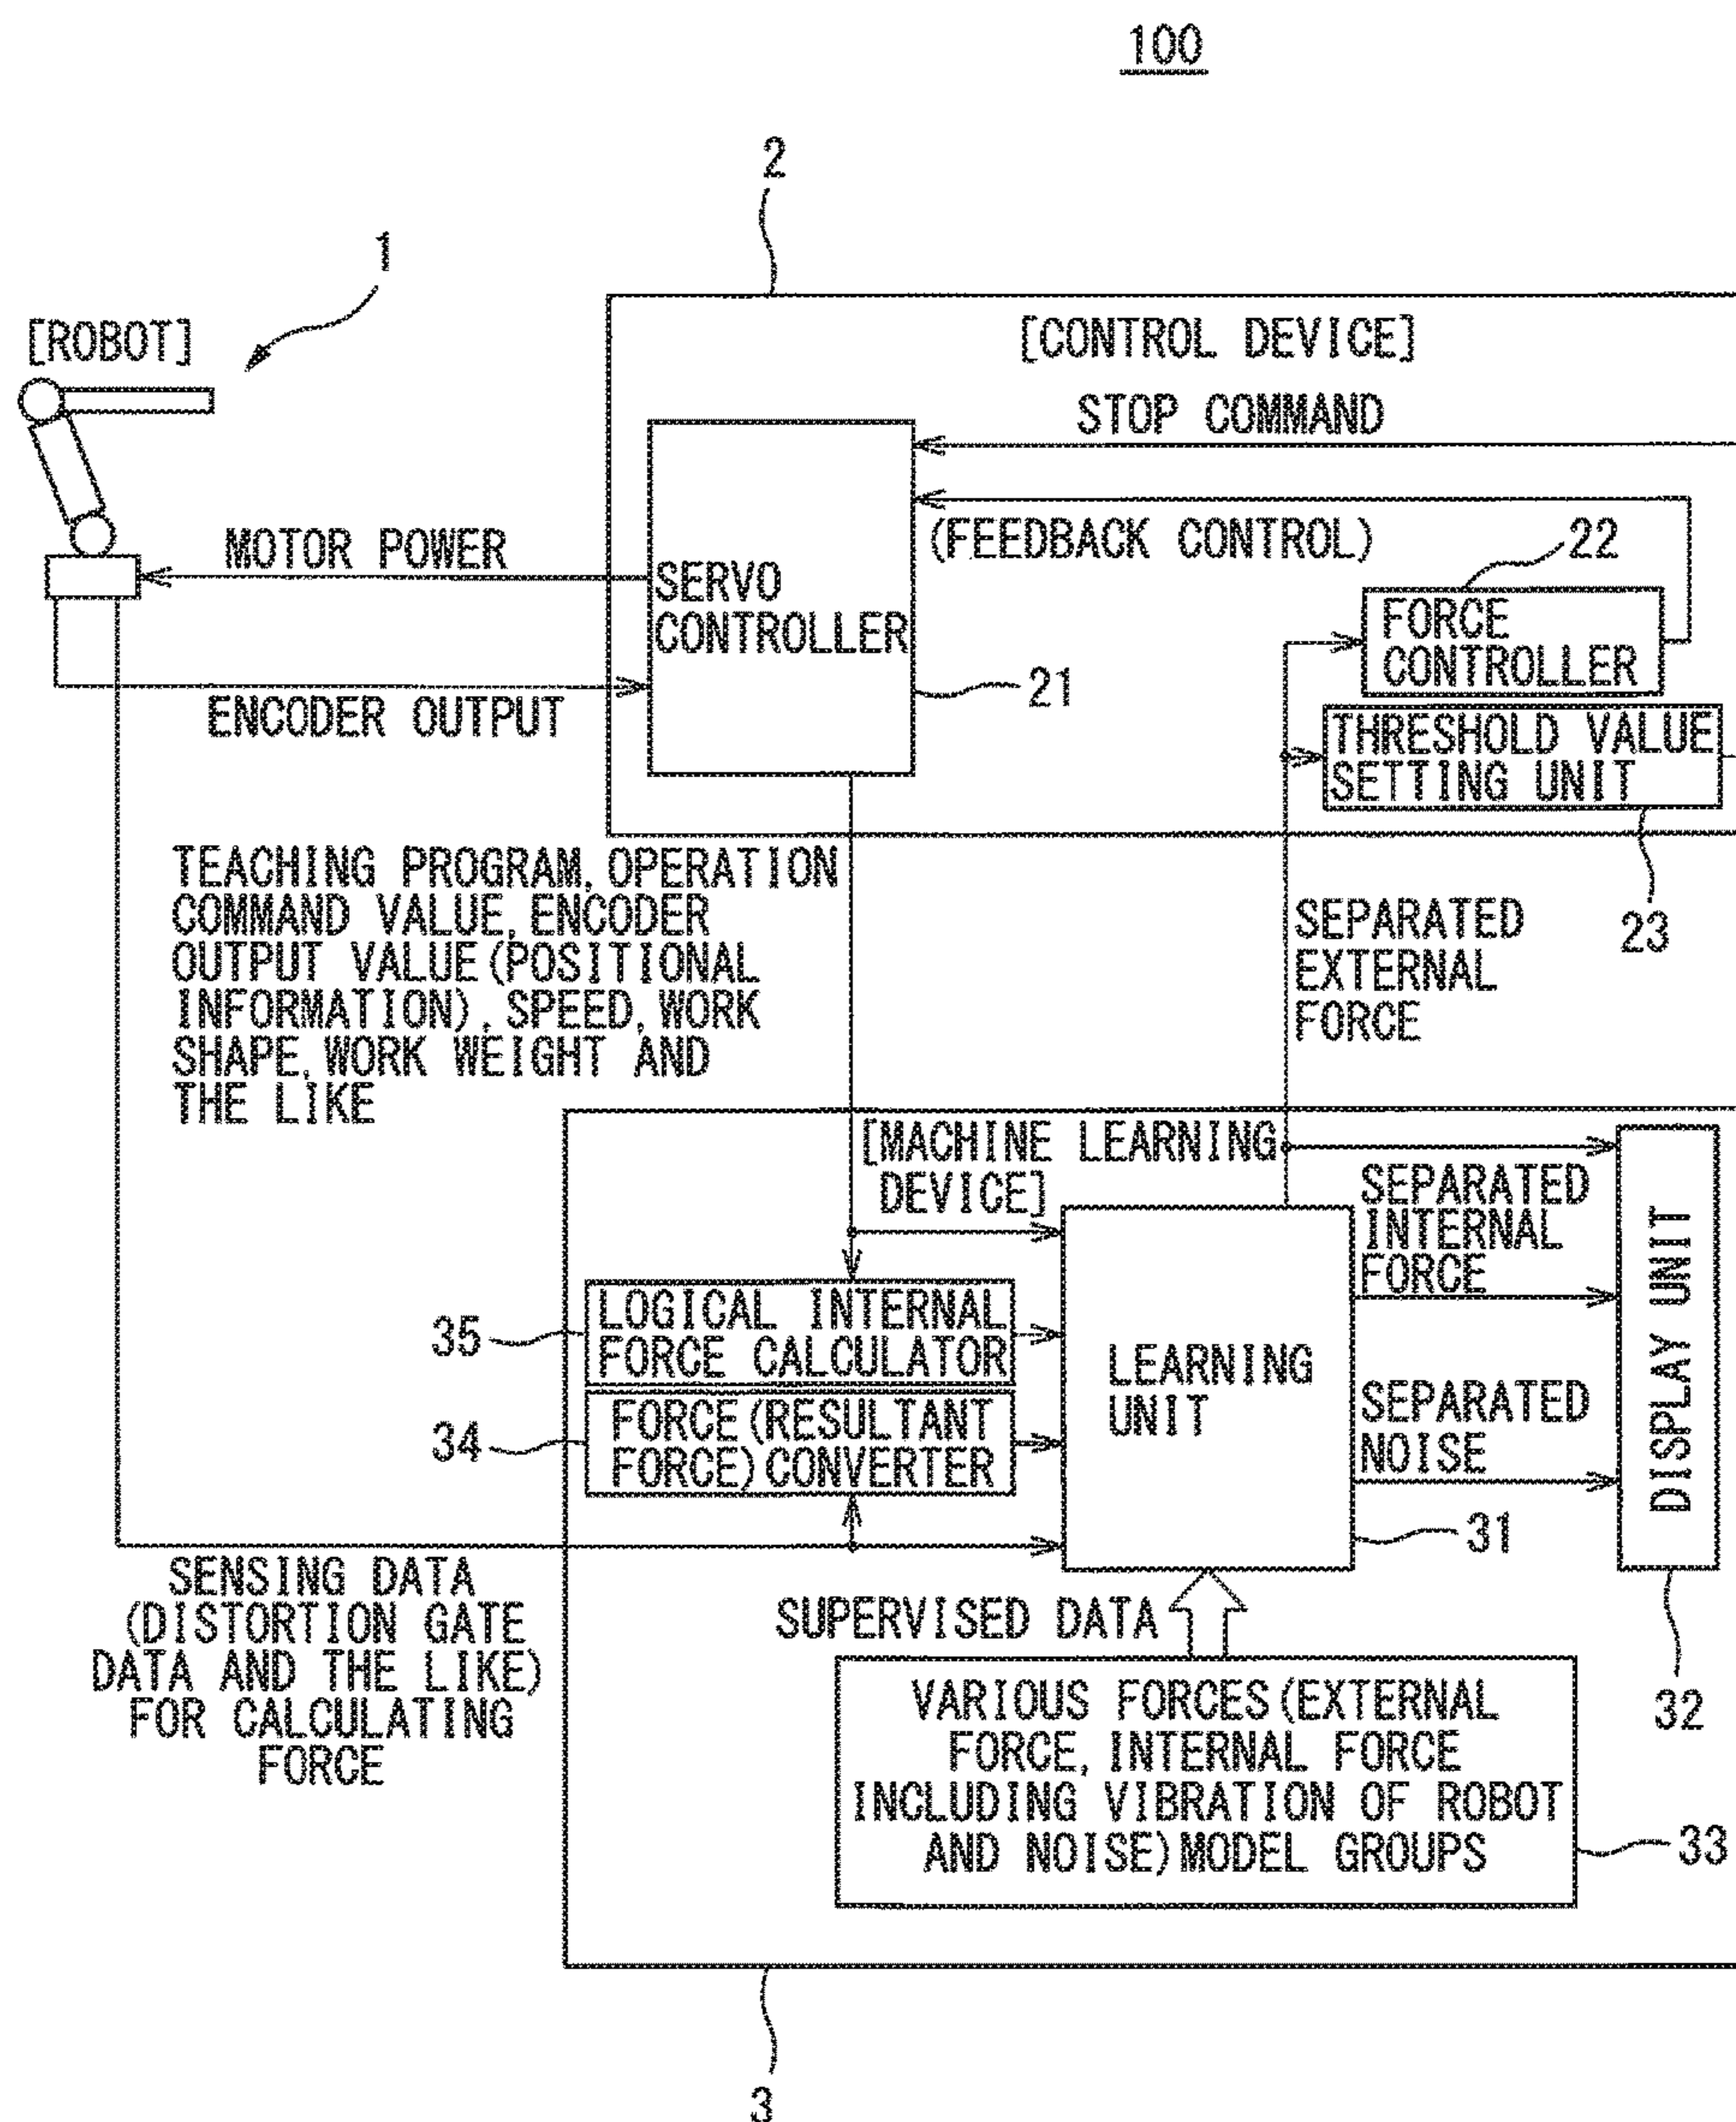 100
2
1
[ROBOT]
[CONTROL DEVICE]
STOP COMMAND
(FEEDBACK CONTROL)
22
MOTOR POWER
SERVO
CONTROLLER
FORCE
CONTROLLER
21
ENCODER OUTPUT
THRESHOLD VALUE
SETTING UNIT
23
TEACHING PROGRAM, OPERATION
COMMAND VALUE, ENCODER
OUTPUT VALUE (POSITIONAL
INFORMATION), SPEED, WORK
SHAPE, WORK WEIGHT AND
THE LIKE
SEPARATED
EXTERNAL
FORCE
[MACHINE LEARNING
DEVICE]
SEPARATED
INTERNAL
FORCE
35
LOGICAL INTERNAL
FORCE CALCULATOR
34
FORCE (RESULTANT
FORCE) CONVERTER
LEARNING
UNIT
SEPARATED
NOISE
DISPLAY UNIT
31
32
SENSING DATA
(DISTORTION GATE
DATA AND THE LIKE)
FOR CALCULATING
FORCE
SUPERVISED DATA
VARIOUS FORCES (EXTERNAL
FORCE, INTERNAL FORCE
INCLUDING VIBRATION OF ROBOT
AND NOISE) MODEL GROUPS
33
3